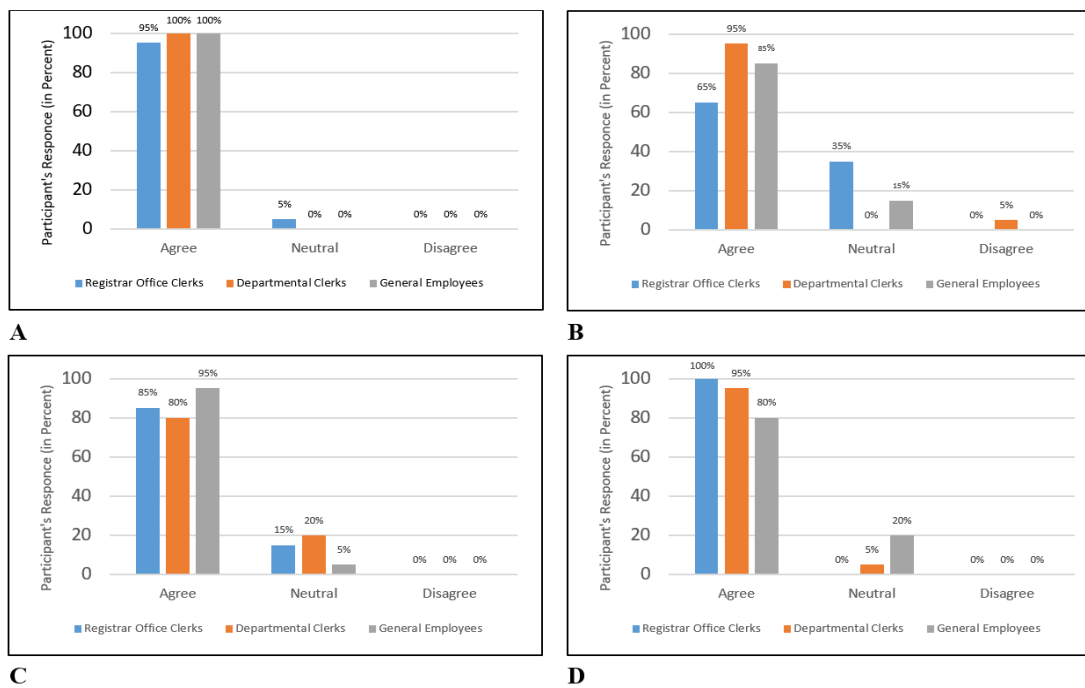 Participant's Responce (in Percent)
100
80
60
40
20
0
95% 100% 100%
5% 0% 0%
0% 0% 0%
Agree Neutral Disagree
Registrar Office Clerks Departmental Clerks General Employees
A
Participant's Responce (in Percent)
100
80
60
40
20
0
65% 95% 85%
35% 0% 15%
0% 5% 0%
Agree Neutral Disagree
Registrar Office Clerks Departmental Clerks General Employees
B
Participant's Responce (in Percent)
100
80
60
40
20
0
85% 80% 95%
15% 20% 5%
0% 0% 0%
Agree Neutral Disagree
Registrar Office Clerks Departmental Clerks General Employees
C
Participant's Responce (in Percent)
100
80
60
40
20
0
100% 95% 80%
0% 5% 20%
0% 0% 0%
Agree Neutral Disagree
Registrar Office Clerks Departmental Clerks General Employees
D